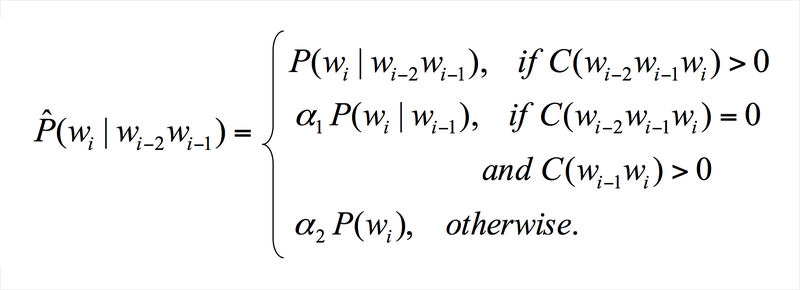 P(wᵢ | wᵢ₋₂wᵢ₋₁), if C(wᵢ₋₂wᵢ₋₁wᵢ) > 0
P̂(wᵢ | wᵢ₋₂wᵢ₋₁) = { α₁ P(wᵢ | wᵢ₋₁), if C(wᵢ₋₂wᵢ₋₁wᵢ) = 0
and C(wᵢ₋₁wᵢ) > 0
α₂ P(wᵢ), otherwise.